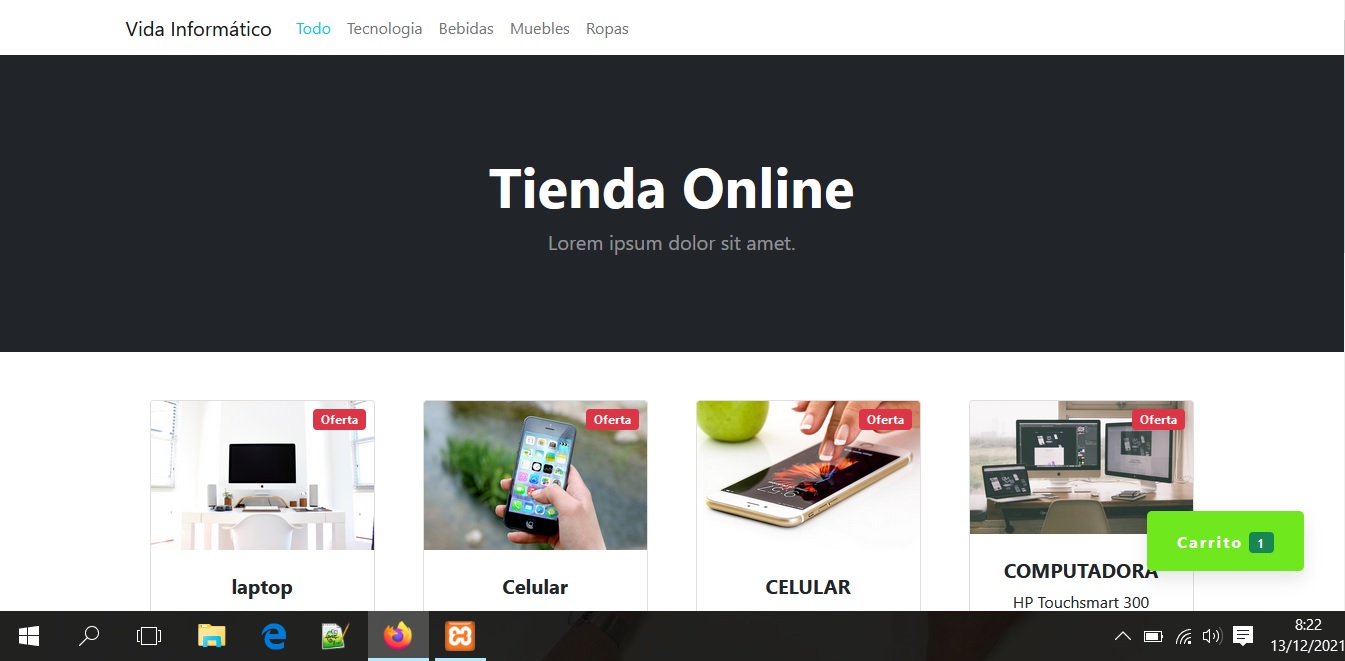 Vida Informático Todo Tecnologia Bebidas Muebles Ropas
Tienda Online
Lorem ipsum dolor sit amet.
Oferta Oferta Oferta Oferta
Carrito 1
laptop Celular CELULAR COMPUTADORA
HP Touchsmart 300
8:22
13/12/2021